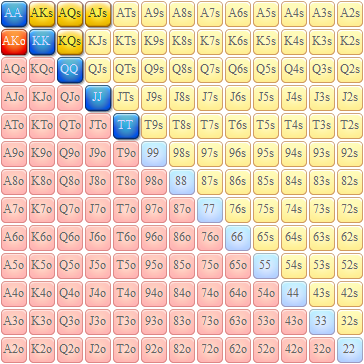 AA AKs AQs AJs ATs A9s A8s A7s A6s A5s A4s A3s A2s
AKo KK KQs KJs KTs K9s K8s K7s K6s K5s K4s K3s K2s
AQo KQo QQ QJs QTs Q9s Q8s Q7s Q6s Q5s Q4s Q3s Q2s
AJo KJo QJo JJ JTs J9s J8s J7s J6s J5s J4s J3s J2s
ATo KTo QTo JTo TT T9s T8s T7s T6s T5s T4s T3s T2s
A9o K9o Q9o J9o T9o 99 98s 97s 96s 95s 94s 93s 92s
A8o K8o Q8o J8o T8o 98o 88 87s 86s 85s 84s 83s 82s
A7o K7o Q7o J7o T7o 97o 87o 77 76s 75s 74s 73s 72s
A6o K6o Q6o J6o T6o 96o 86o 76o 66 65s 64s 63s 62s
A5o K5o Q5o J5o T5o 95o 85o 75o 65o 55 54s 53s 52s
A4o K4o Q4o J4o T4o 94o 84o 74o 64o 54o 44 43s 42s
A3o K3o Q3o J3o T3o 93o 83o 73o 63o 53o 43o 33 32s
A2o K2o Q2o J2o T2o 92o 82o 72o 62o 52o 42o 32o 22